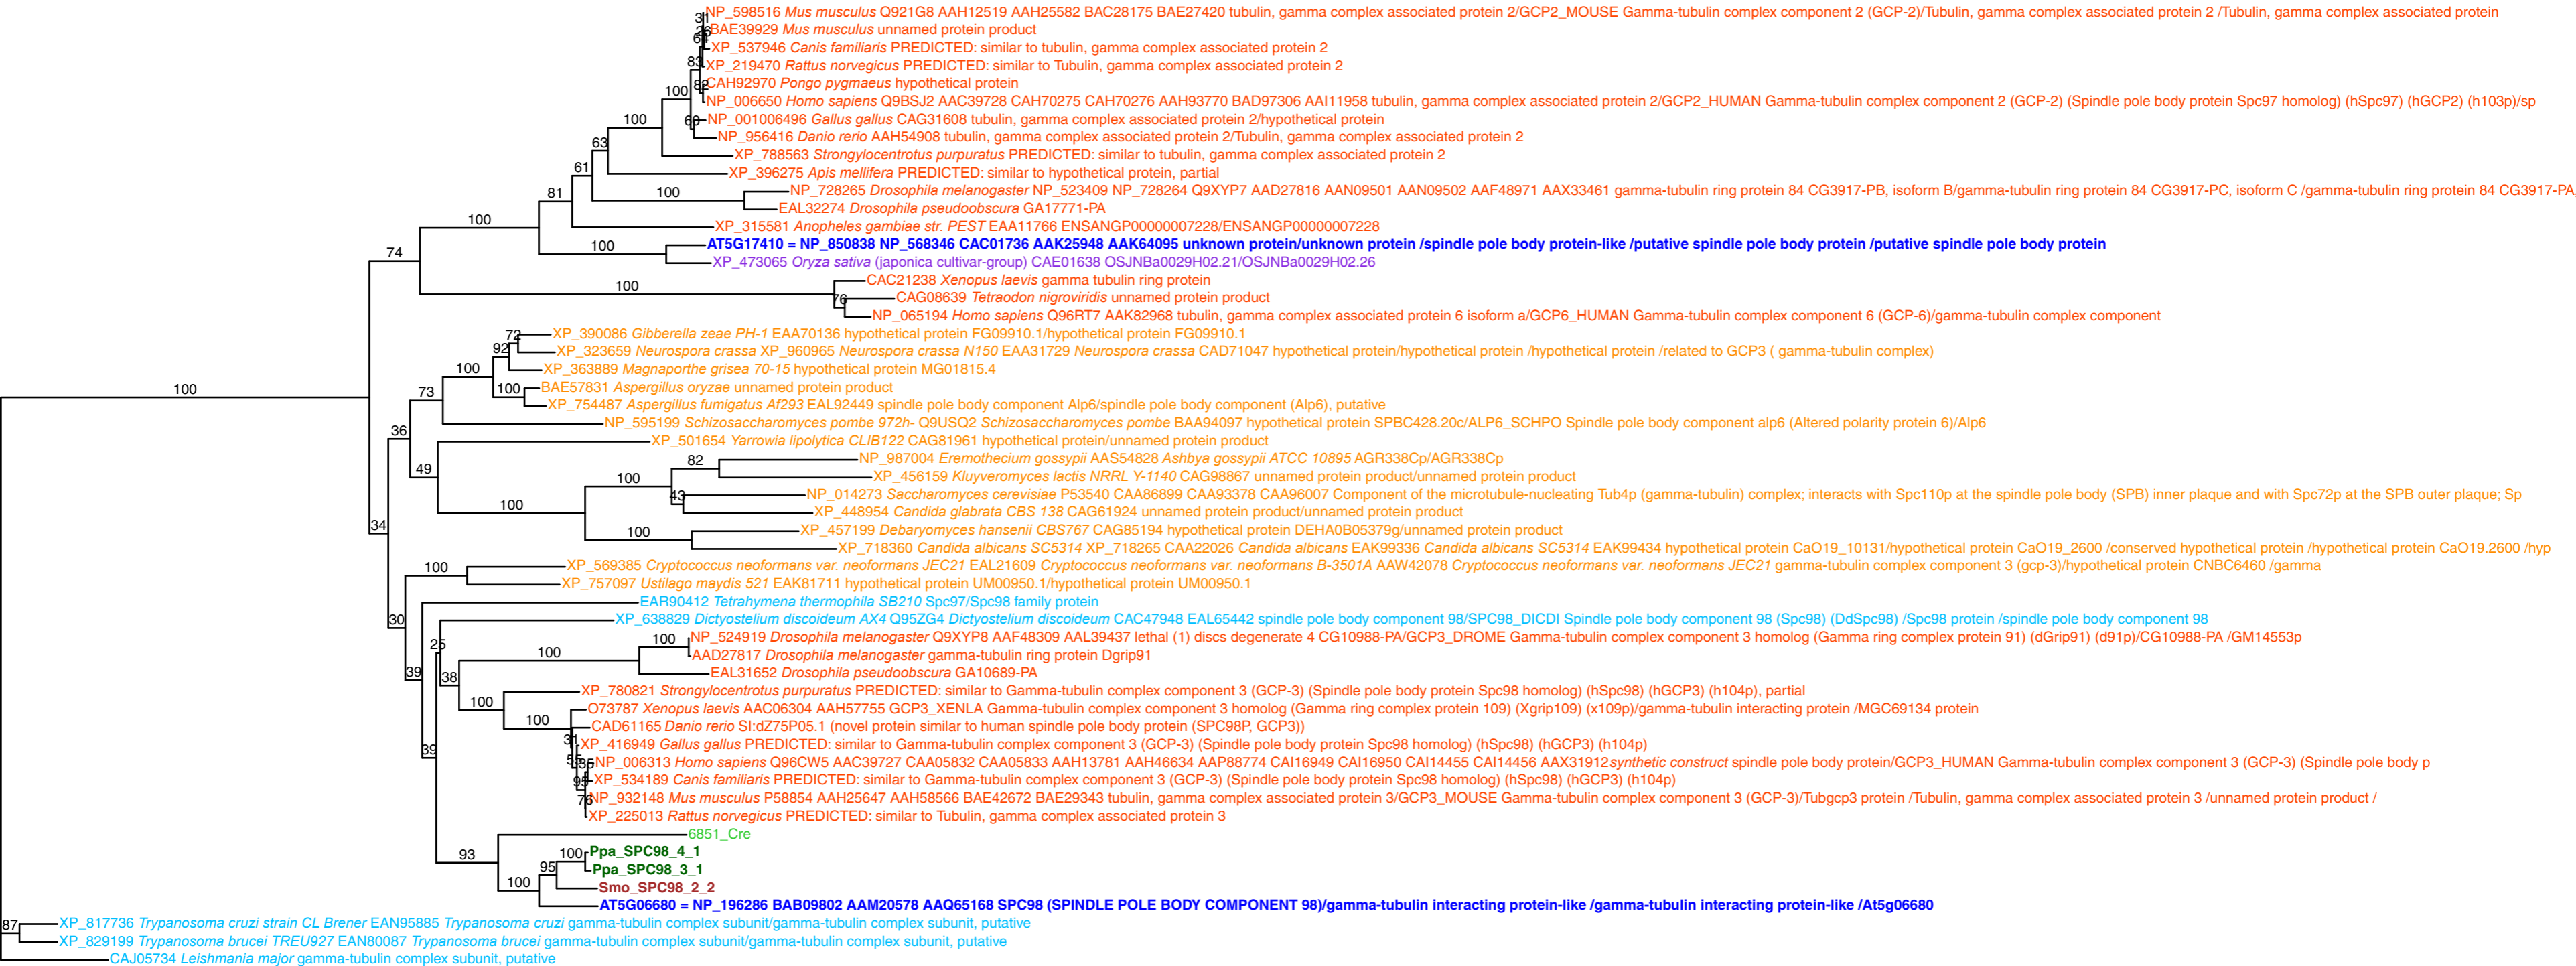 NP_598516 Mus musculus Q921G8 AAH12519 AAH25582 BAC28175 BAE27420 tubulin, gamma complex associated protein 2/GCP2_MOUSE Gamma-tubulin complex component 2 (GCP-2)/Tubulin, gamma complex associated protein 2 /Tubulin, gamma complex associated protein
31
BAE39929 Mus musculus unnamed protein product
64
XP_537946 Canis familiaris PREDICTED: similar to tubulin, gamma complex associated protein 2
83
XP_219470 Rattus norvegicus PREDICTED: similar to Tubulin, gamma complex associated protein 2
CAH92970 Pongo pygmaeus hypothetical protein
100
NP_006650 Homo sapiens Q9BSJ2 AAC39728 CAH70275 CAH70276 AAH93770 BAD97306 AAI11958 tubulin, gamma complex associated protein 2/GCP2_HUMAN Gamma-tubulin complex component 2 (GCP-2) (Spindle pole body protein Spc97 homolog) (hSpc97) (hGCP2) (h103p)/sp
100
NP_001006496 Gallus gallus CAG31608 tubulin, gamma complex associated protein 2/hypothetical protein
NP_956416 Danio rerio AAH54908 tubulin, gamma complex associated protein 2/Tubulin, gamma complex associated protein 2
63
XP_788563 Strongylocentrotus purpuratus PREDICTED: similar to tubulin, gamma complex associated protein 2
61
XP_396275 Apis mellifera PREDICTED: similar to hypothetical protein, partial
81 100
NP_728265 Drosophila melanogaster NP_523409 NP_728264 Q9XYP7 AAD27816 AAN09501 AAN09502 AAF48971 AAX33461 gamma-tubulin ring protein 84 CG3917-PB, isoform B/gamma-tubulin ring protein 84 CG3917-PC, isoform C /gamma-tubulin ring protein 84 CG3917-PA
EAL32274 Drosophila pseudoobscura GA17771-PA
100
XP_315581 Anopheles gambiae str. PEST EAA11766 ENSANGP00000007228/ENSANGP00000007228
100
AT5G17410 = NP_850838 NP_568346 CAC01736 AAK25948 AAK64095 unknown protein/unknown protein /spindle pole body protein-like /putative spindle pole body protein /putative spindle pole body protein
74
XP_473065 Oryza sativa (japonica cultivar-group) CAE01638 OSJNBa0029H02.21/OSJNBa0029H02.26
100
CAC21238 Xenopus laevis gamma tubulin ring protein
76
CAG08639 Tetraodon nigroviridis unnamed protein product
NP_065194 Homo sapiens Q96RT7 AAK82968 tubulin, gamma complex associated protein 6 isoform a/GCP6_HUMAN Gamma-tubulin complex component 6 (GCP-6)/gamma-tubulin complex component
72
XP_390086 Gibberella zeae PH-1 EAA70136 hypothetical protein FG09910.1/hypothetical protein FG09910.1
92
XP_323659 Neurospora crassa XP_960965 Neurospora crassa N150 EAA31729 Neurospora crassa CAD71047 hypothetical protein/hypothetical protein /hypothetical protein /related to GCP3 ( gamma-tubulin complex)
100
XP_363889 Magnaporthe grisea 70-15 hypothetical protein MG01815.4
100
BAE57831 Aspergillus oryzae unnamed protein product
100 73
XP_754487 Aspergillus fumigatus Af293 EAL92449 spindle pole body component Alp6/spindle pole body component (Alp6), putative
NP_595199 Schizosaccharomyces pombe 972h- Q9USQ2 Schizosaccharomyces pombe BAA94097 hypothetical protein SPBC428.20c/ALP6_SCHPO Spindle pole body component alp6 (Altered polarity protein 6)/Alp6
36
XP_501654 Yarrowia lipolytica CLIB122 CAG81961 hypothetical protein/unnamed protein product
82
NP_987004 Eremothecium gossypii AAS54828 Ashbya gossypii ATCC 10895 AGR338Cp/AGR338Cp
49 100
XP_456159 Kluyveromyces lactis NRRL Y-1140 CAG98867 unnamed protein product/unnamed protein product
43
NP_014273 Saccharomyces cerevisiae P53540 CAA86899 CAA93378 CAA96007 Component of the microtubule-nucleating Tub4p (gamma-tubulin) complex; interacts with Spc110p at the spindle pole body (SPB) inner plaque and with Spc72p at the SPB outer plaque; Sp
100
XP_448954 Candida glabrata CBS 138 CAG61924 unnamed protein product/unnamed protein product
34 100
XP_457199 Debaryomyces hansenii CBS767 CAG85194 hypothetical protein DEHA0B05379g/unnamed protein product
XP_718360 Candida albicans SC5314 XP_718265 CAA22026 Candida albicans EAK99336 Candida albicans SC5314 EAK99434 hypothetical protein CaO19_10131/hypothetical protein CaO19_2600 /conserved hypothetical protein /hypothetical protein CaO19.2600 /hyp
100
XP_569385 Cryptococcus neoformans var. neoformans JEC21 EAL21609 Cryptococcus neoformans var. neoformans B-3501A AAW42078 Cryptococcus neoformans var. neoformans JEC21 gamma-tubulin complex component 3 (gcp-3)/hypothetical protein CNBC6460 /gamma
XP_757097 Ustilago maydis 521 EAK81711 hypothetical protein UM00950.1/hypothetical protein UM00950.1
EAR90412 Tetrahymena thermophila SB210 Spc97/Spc98 family protein
30
XP_638829 Dictyostelium discoideum AX4 Q95ZG4 Dictyostelium discoideum CAC47948 EAL65442 spindle pole body component 98/SPC98_DICDI Spindle pole body component 98 (Spc98) (DdSpc98) /Spc98 protein /spindle pole body component 98
100
NP_524919 Drosophila melanogaster Q9XYP8 AAF48309 AAL39437 lethal (1) discs degenerate 4 CG10988-PA/GCP3_DROME Gamma-tubulin complex component 3 homolog (Gamma ring complex protein 91) (dGrip91) (d91p)/CG10988-PA /GM14553p
25 100
AAD27817 Drosophila melanogaster gamma-tubulin ring protein Dgrip91
39 38
EAL31652 Drosophila pseudoobscura GA10689-PA
XP_780821 Strongylocentrotus purpuratus PREDICTED: similar to Gamma-tubulin complex component 3 (GCP-3) (Spindle pole body protein Spc98 homolog) (hSpc98) (hGCP3) (h104p), partial
100
O73787 Xenopus laevis AAC06304 AAH57755 GCP3_XENLA Gamma-tubulin complex component 3 homolog (Gamma ring complex protein 109) (Xgrip109) (x109p)/gamma-tubulin interacting protein /MGC69134 protein
100
CAD61165 Danio rerio SI:dZ75P05.1 (novel protein similar to human spindle pole body protein (SPC98P, GCP3))
39 31
XP_416949 Gallus gallus PREDICTED: similar to Gamma-tubulin complex component 3 (GCP-3) (Spindle pole body protein Spc98 homolog) (hSpc98) (hGCP3) (h104p)
NP_006313 Homo sapiens Q96CW5 AAC39727 CAA05832 CAA05833 AAH13781 AAH46634 AAP88774 CAI16949 CAI16950 CAI14455 CAI14456 AAX31912 synthetic construct spindle pole body protein/GCP3_HUMAN Gamma-tubulin complex component 3 (GCP-3) (Spindle pole body p
XP_534189 Canis familiaris PREDICTED: similar to Gamma-tubulin complex component 3 (GCP-3) (Spindle pole body protein Spc98 homolog) (hSpc98) (hGCP3) (h104p)
95
NP_932148 Mus musculus P58854 AAH25647 AAH58566 BAE42672 BAE29343 tubulin, gamma complex associated protein 3/GCP3_MOUSE Gamma-tubulin complex component 3 (GCP-3)/Tubgcp3 protein /Tubulin, gamma complex associated protein 3 /unnamed protein product /
76
XP_225013 Rattus norvegicus PREDICTED: similar to Tubulin, gamma complex associated protein 3
6851_Cre
93 100
Ppa_SPC98_4_1
95
Ppa_SPC98_3_1
100
Smo_SPC98_2_2
AT5G06680 = NP_196286 BAB09802 AAM20578 AAQ65168 SPC98 (SPINDLE POLE BODY COMPONENT 98)/gamma-tubulin interacting protein-like /gamma-tubulin interacting protein-like /At5g06680
87
XP_817736 Trypanosoma cruzi strain CL Brener EAN95885 Trypanosoma cruzi gamma-tubulin complex subunit/gamma-tubulin complex subunit, putative
XP_829199 Trypanosoma brucei TREU927 EAN80087 Trypanosoma brucei gamma-tubulin complex subunit/gamma-tubulin complex subunit, putative
CAJ05734 Leishmania major gamma-tubulin complex subunit, putative